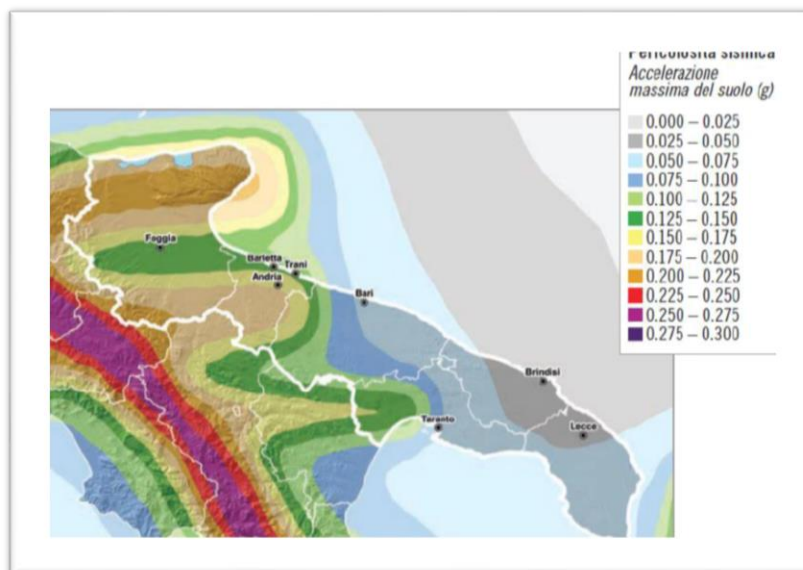 Pericolosità sismica
Accelerazione
massima del suolo (g)
0.000 – 0.025
0.025 – 0.050
0.050 – 0.075
0.075 – 0.100
0.100 – 0.125
0.125 – 0.150
0.150 – 0.175
0.175 – 0.200
0.200 – 0.225
0.225 – 0.250
0.250 – 0.275
0.275 – 0.300
Foggia
Barletta
Trani
Andria
Bari
Brindisi
Taranto
Lecce